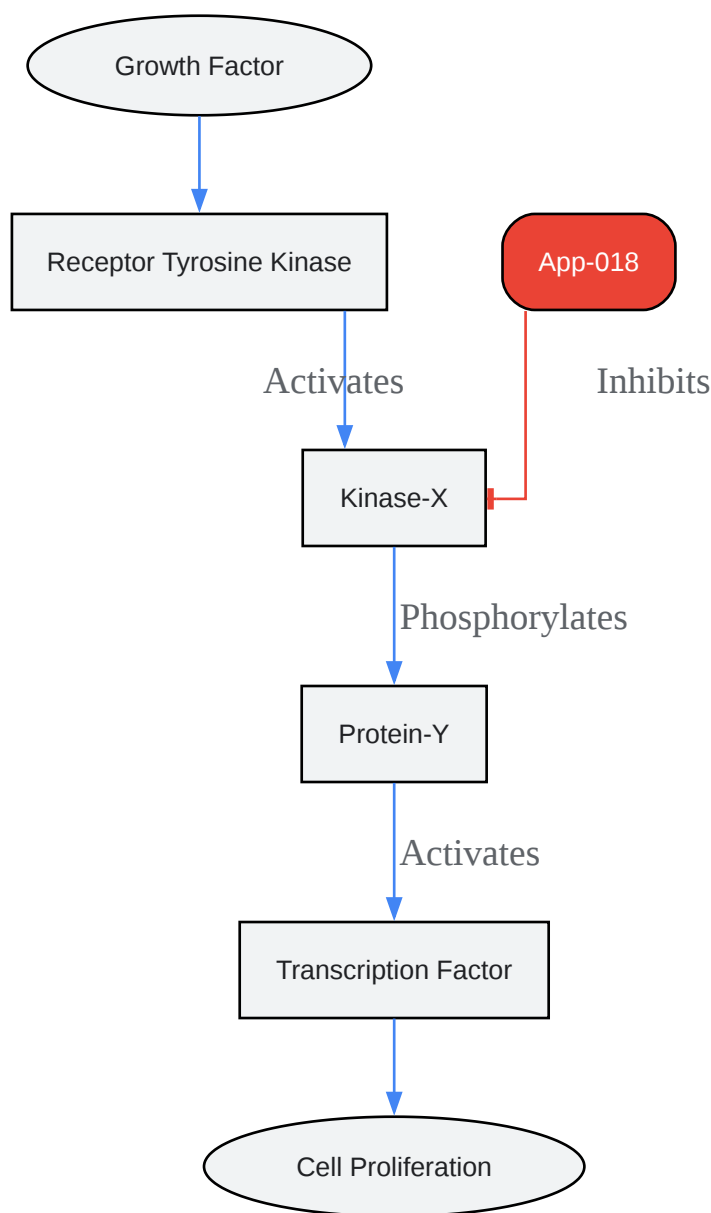 Growth Factor
Receptor Tyrosine Kinase
App-018
Activates
Inhibits
Kinase-X
Phosphorylates
Protein-Y
Activates
Transcription Factor
Cell Proliferation